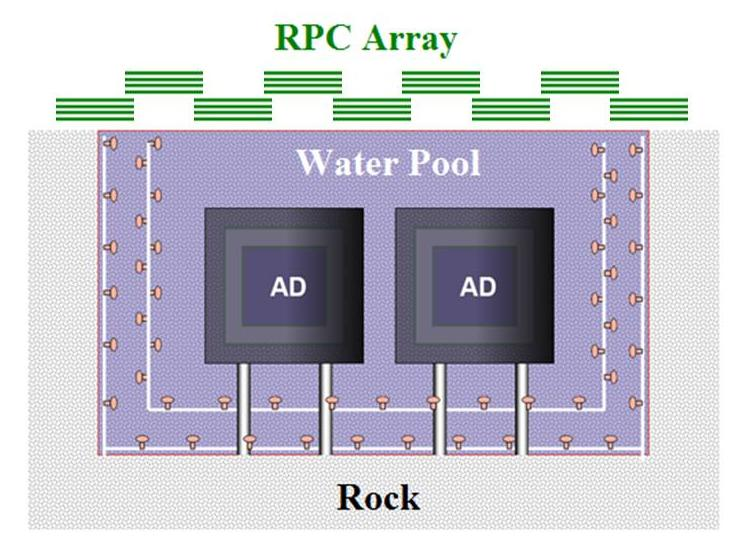 RPC Array
Water Pool
AD
AD
Rock